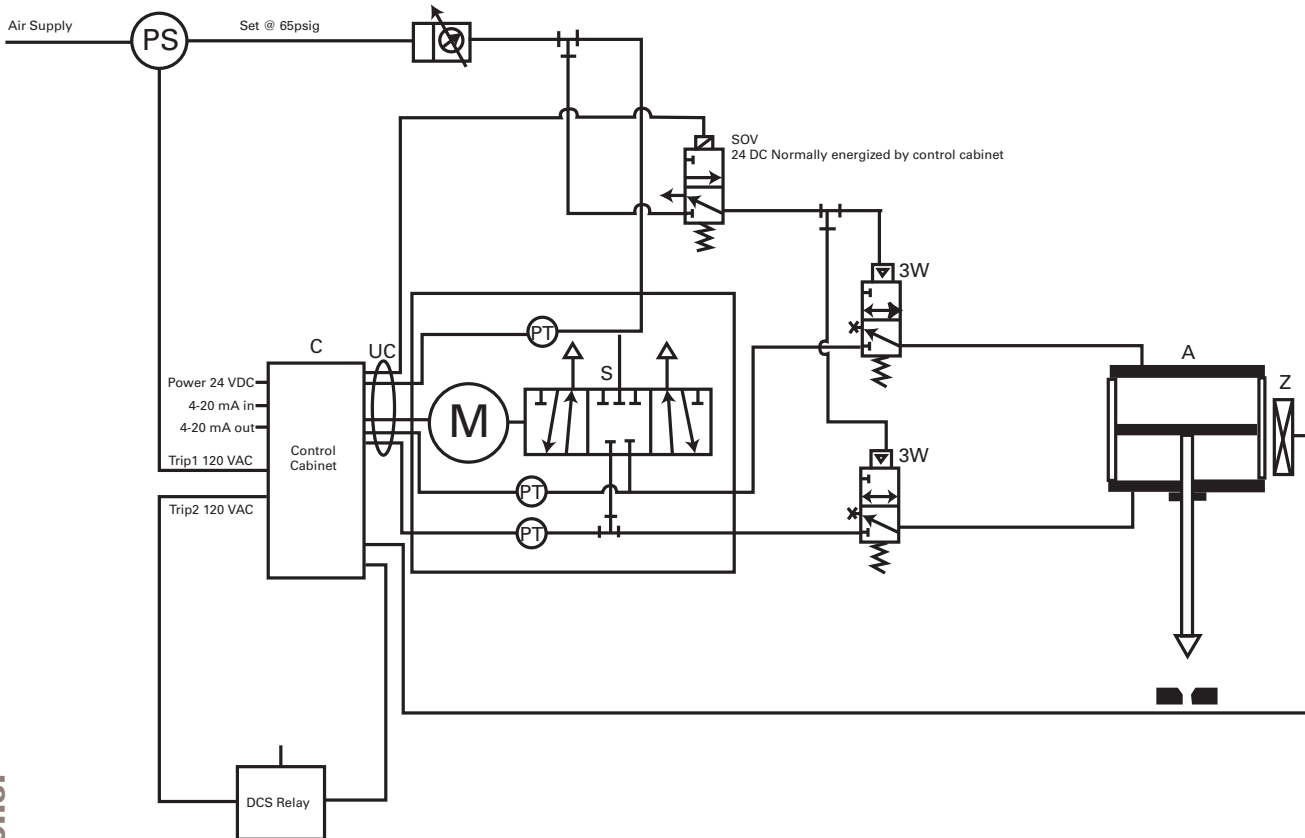 Air Supply
PS
Set @ 65psig
SOV
24 DC Normally energized by control cabinet
3W
PT
C
UC
S
A
Z
Power 24 VDC
4-20 mA in
4-20 mA out
M
Control
Cabinet
3W
Trip1 120 VAC
PT
Trip2 120 VAC
PT
DCS Relay